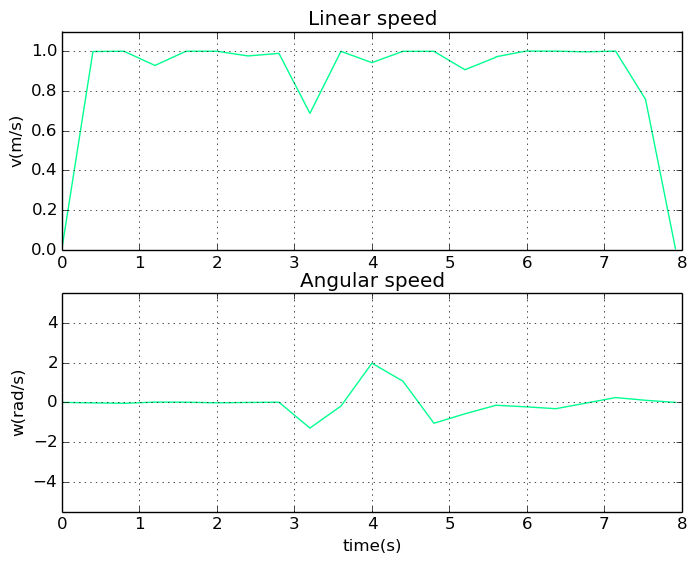 Linear speed
1.0
0.8
0.6
0.4
0.2
0.0
v(m/s)
0 1 2 3 4 5 6 7 8
Angular speed
4
2
0
−2
−4
w(rad/s)
0 1 2 3 4 5 6 7 8
time(s)